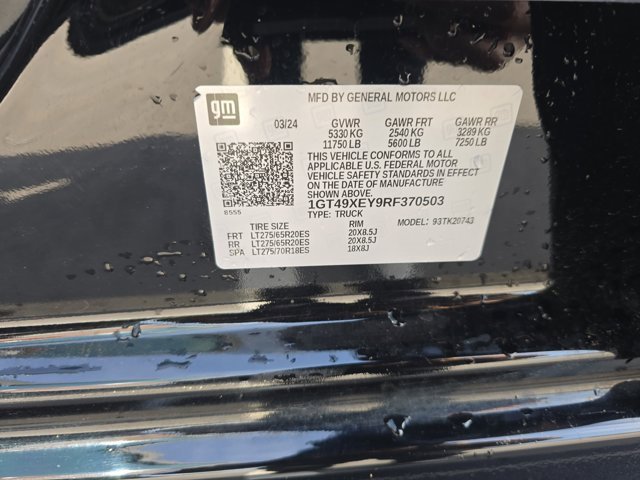 gm
MFD BY GENERAL MOTORS LLC
03/24 GVWR GAWR FRT GAWR RR
5330 KG 2540 KG 3289 KG
11750 LB 5600 LB 7250 LB
THIS VEHICLE CONFORMS TO ALL
APPLICABLE U.S. FEDERAL MOTOR
VEHICLE SAFETY STANDARDS IN EFFECT
ON THE DATE OF MANUFACTURE
1GT49XEY9RF370503
8555
TYPE: TRUCK MODEL: 93TK20743
TIRE SIZE RIM
FRT LT275/65R20ES 20X8.5J
RR LT275/65R20ES 20X8.5J
SPA LT275/70R18ES 18X8J